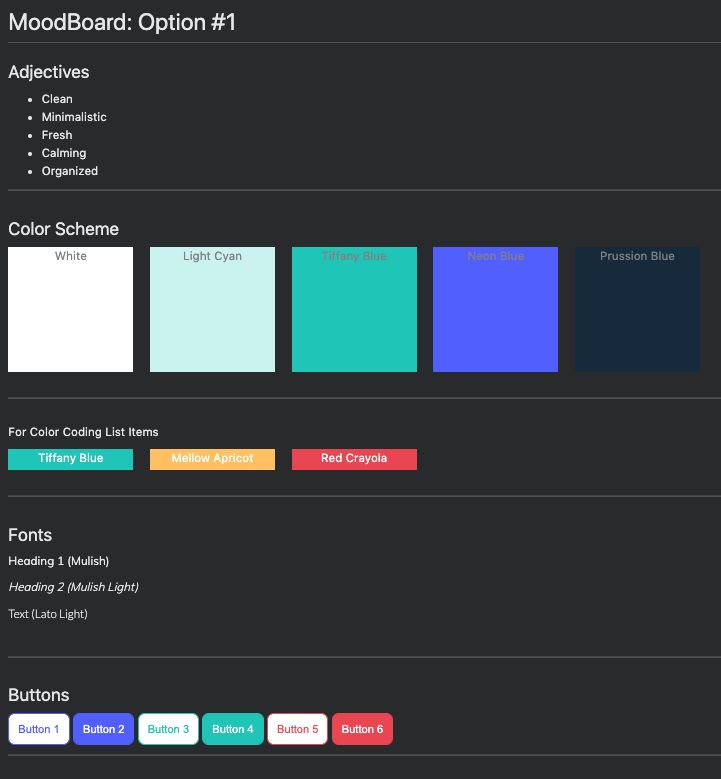 MoodBoard: Option #1
Adjectives
• Clean
• Minimalistic
• Fresh
• Calming
• Organized
Color Scheme
White Light Cyan Tiffany Blue Neon Blue Prussion Blue
For Color Coding List Items
Tiffany Blue Mellow Apricot Red Crayola
Fonts
Heading 1 (Mulish)
Heading 2 (Mulish Light)
Text (Lato Light)
Buttons
Button 1 Button 2 Button 3 Button 4 Button 5 Button 6